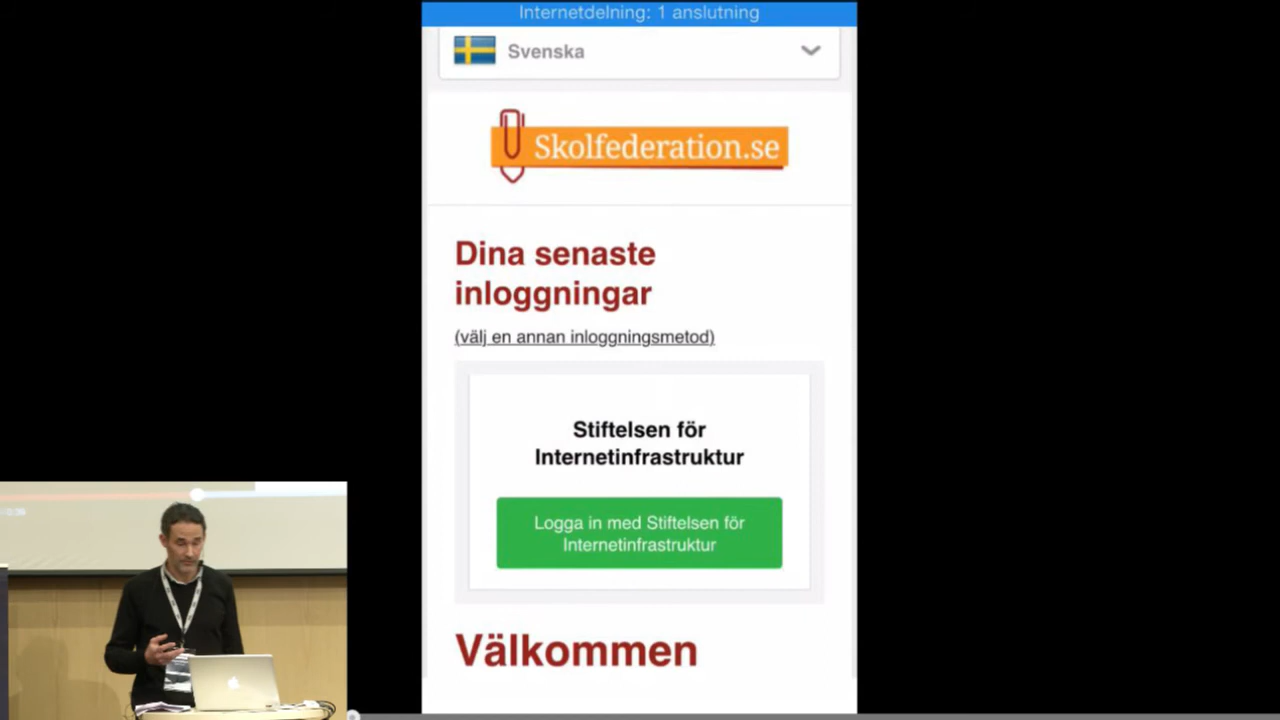 Internetdelning: 1 anslutning
Svenska
Skolfederation.se
Dina senaste
inloggningar
(välj en annan inloggningsmetod)
Stiftelsen för
Internetinfrastruktur
Logga in med Stiftelsen för
Internetinfrastruktur
Välkommen